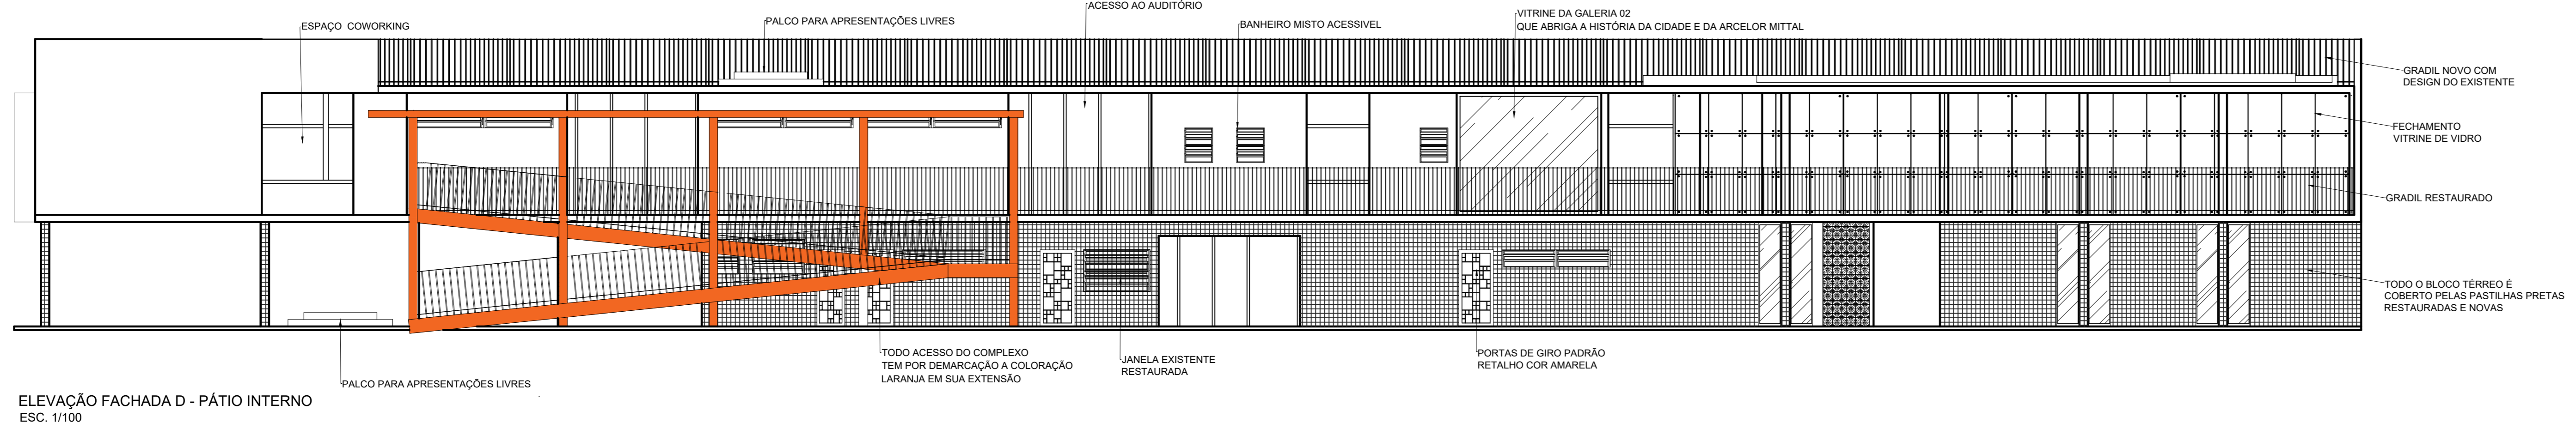 ACESSO AO AUDITÓRIO
VITRINE DA GALERIA 02
QUE ABRIGA A HISTÓRIA DA CIDADE E DA ARCELOR MITTAL
PALCO PARA APRESENTAÇÕES LIVRES
BANHEIRO MISTO ACESSIVEL
ESPAÇO COWORKING
GRADIL NOVO COM
DESIGN DO EXISTENTE
FECHAMENTO
VITRINE DE VIDRO
GRADIL RESTAURADO
TODO O BLOCO TÉRREO É
COBERTO PELAS PASTILHAS PRETAS
RESTAURADAS E NOVAS
TODO ACESSO DO COMPLEXO
TEM POR DEMARCAÇÃO A COLORAÇÃO
LARANJA EM SUA EXTENSÃO
JANELA EXISTENTE
RESTAURADA
PORTAS DE GIRO PADRÃO
RETALHO COR AMARELA
PALCO PARA APRESENTAÇÕES LIVRES
ELEVAÇÃO FACHADA D - PÁTIO INTERNO
ESC. 1/100